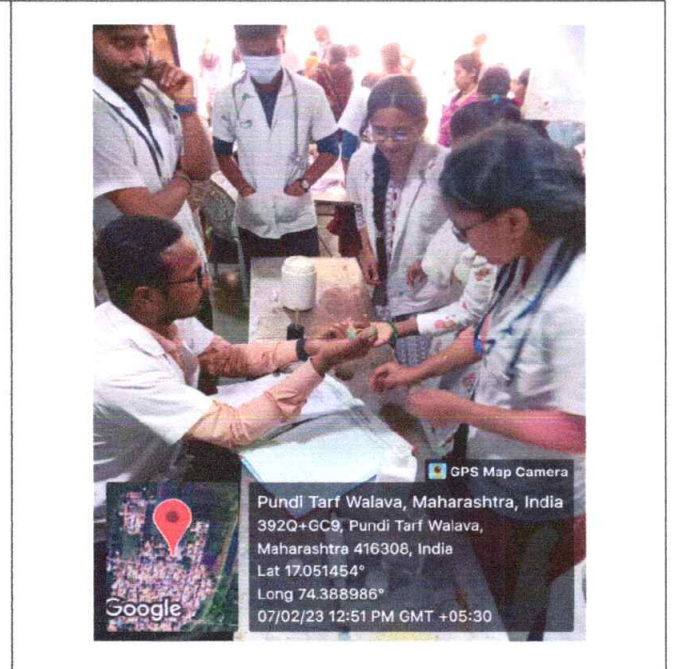 GPS Map Camera
Pundi Tarf Walava, Maharashtra, India
392Q+GC9, Pundi Tarf Walava,
Maharashtra 416308, India
Lat 17.051454°
Long 74.388986°
07/02/23 12:51 PM GMT +05:30
Google